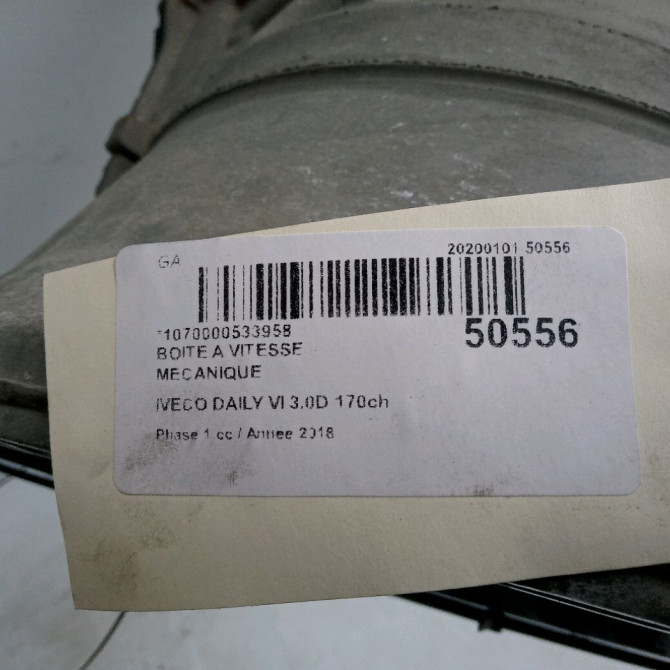 GA 20200101 50556
*1070000533958
50556
BOITE A VITESSE
MECANIQUE
IVECO DAILY VI 3.0D 170ch
Phase 1 cc / Annee 2018